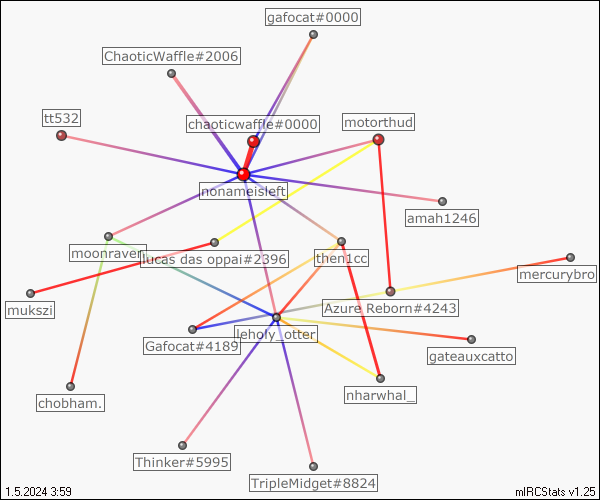 gafocat#0000
ChaoticWaffle#2006
tt532
chaoticwaffle#0000
motorthud
nonameisleft
amah1246
moonraven
lucas das oppai#2396
then1cc
mercurybro
mukszi
Azure Reborn#4243
leholy_otter
Gafocat#4189
gateauxcatto
chobham.
nharwhal_
Thinker#5995
TripleMidget#8824
1.5.2024 3:59
mIRCStats v1.25